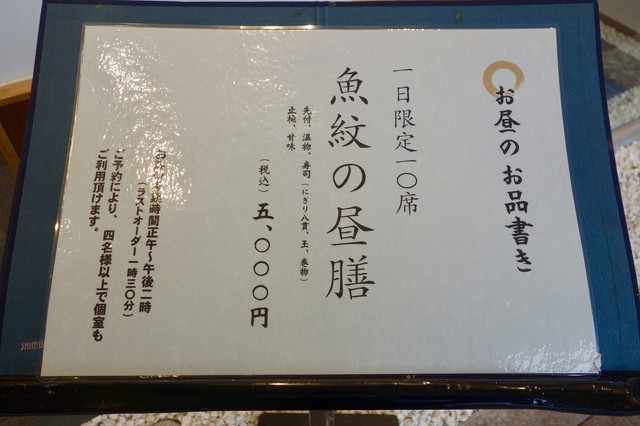 お昼のお品書き
一日限定一〇席
魚紋の昼膳
先付、温物、寿司（にぎり八貫、玉、巻物）
止椀、甘味
（税込）五、〇〇〇円
時間正午～午後二時
（ラストオーダー一時三〇分）
ご予約により、四名様以上で個室も
ご利用頂けます。